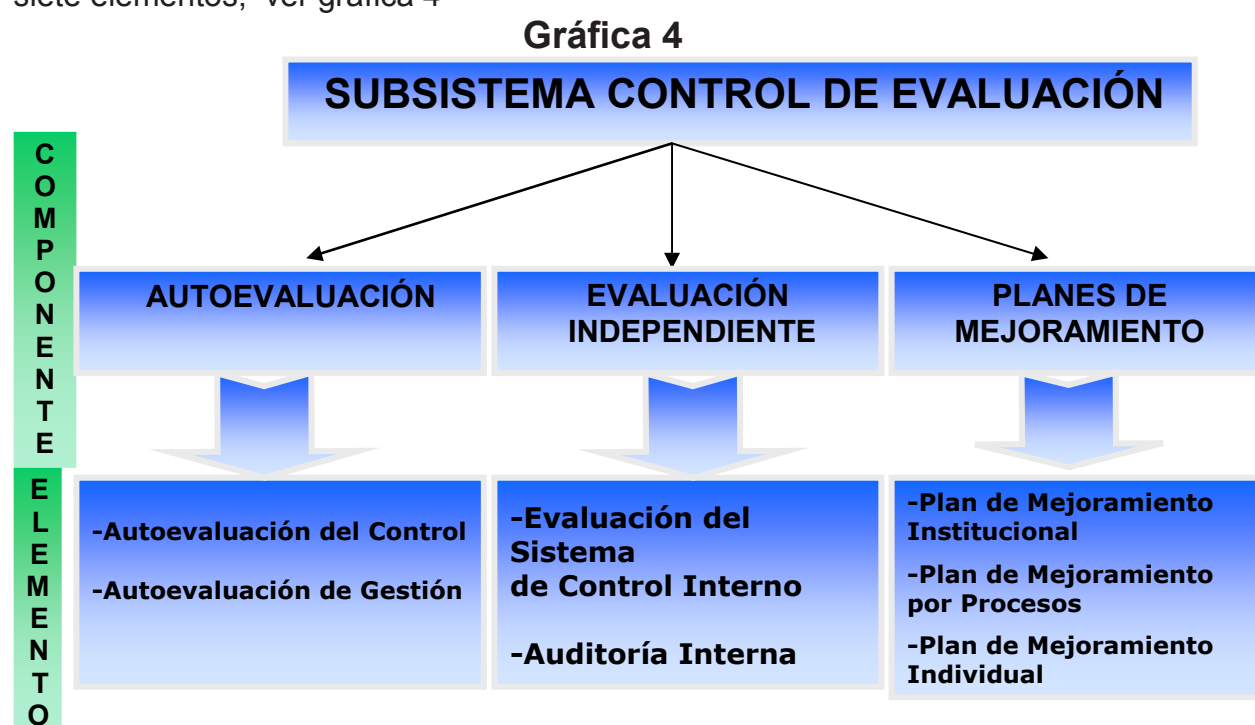 siete elementos, ver gráfica 4
Gráfica 4
SUBSISTEMA CONTROL DE EVALUACIÓN
COMPONENTE
AUTOEVALUACIÓN
EVALUACIÓN
INDEPENDIENTE
PLANES DE
MEJORAMIENTO
ELEMENTO
-Autoevaluación del Control
-Autoevaluación de Gestión
-Evaluación del
Sistema
de Control Interno
-Auditoría Interna
-Plan de Mejoramiento
Institucional
-Plan de Mejoramiento
por Procesos
-Plan de Mejoramiento
Individual